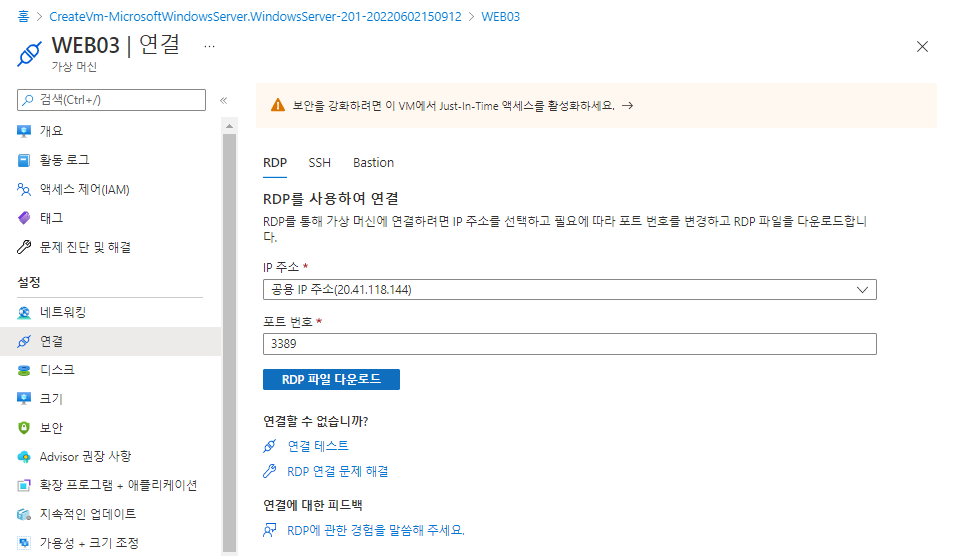 홈 > CreateVm-MicrosoftWindowsServer.WindowsServer-201-20220602150912 > WEB03
WEB03 | 연결 ...
가상 머신
검색(Ctrl+/)
개요
활동 로그
액세스 제어(IAM)
태그
문제 진단 및 해결
설정
네트워킹
연결
디스크
크기
보안
Advisor 권장 사항
확장 프로그램 + 애플리케이션
지속적인 업데이트
가용성 + 크기 조정
보안을 강화하려면 이 VM에서 Just-In-Time 액세스를 활성화하세요. →
RDP SSH Bastion
RDP를 사용하여 연결
RDP를 통해 가상 머신에 연결하려면 IP 주소를 선택하고 필요에 따라 포트 번호를 변경하고 RDP 파일을 다운로드합니
다.
IP 주소 *
공용 IP 주소(20.41.118.144)
포트 번호 *
3389
RDP 파일 다운로드
연결할 수 없습니까?
연결 테스트
RDP 연결 문제 해결
연결에 대한 피드백
RDP에 관한 경험을 말씀해 주세요.